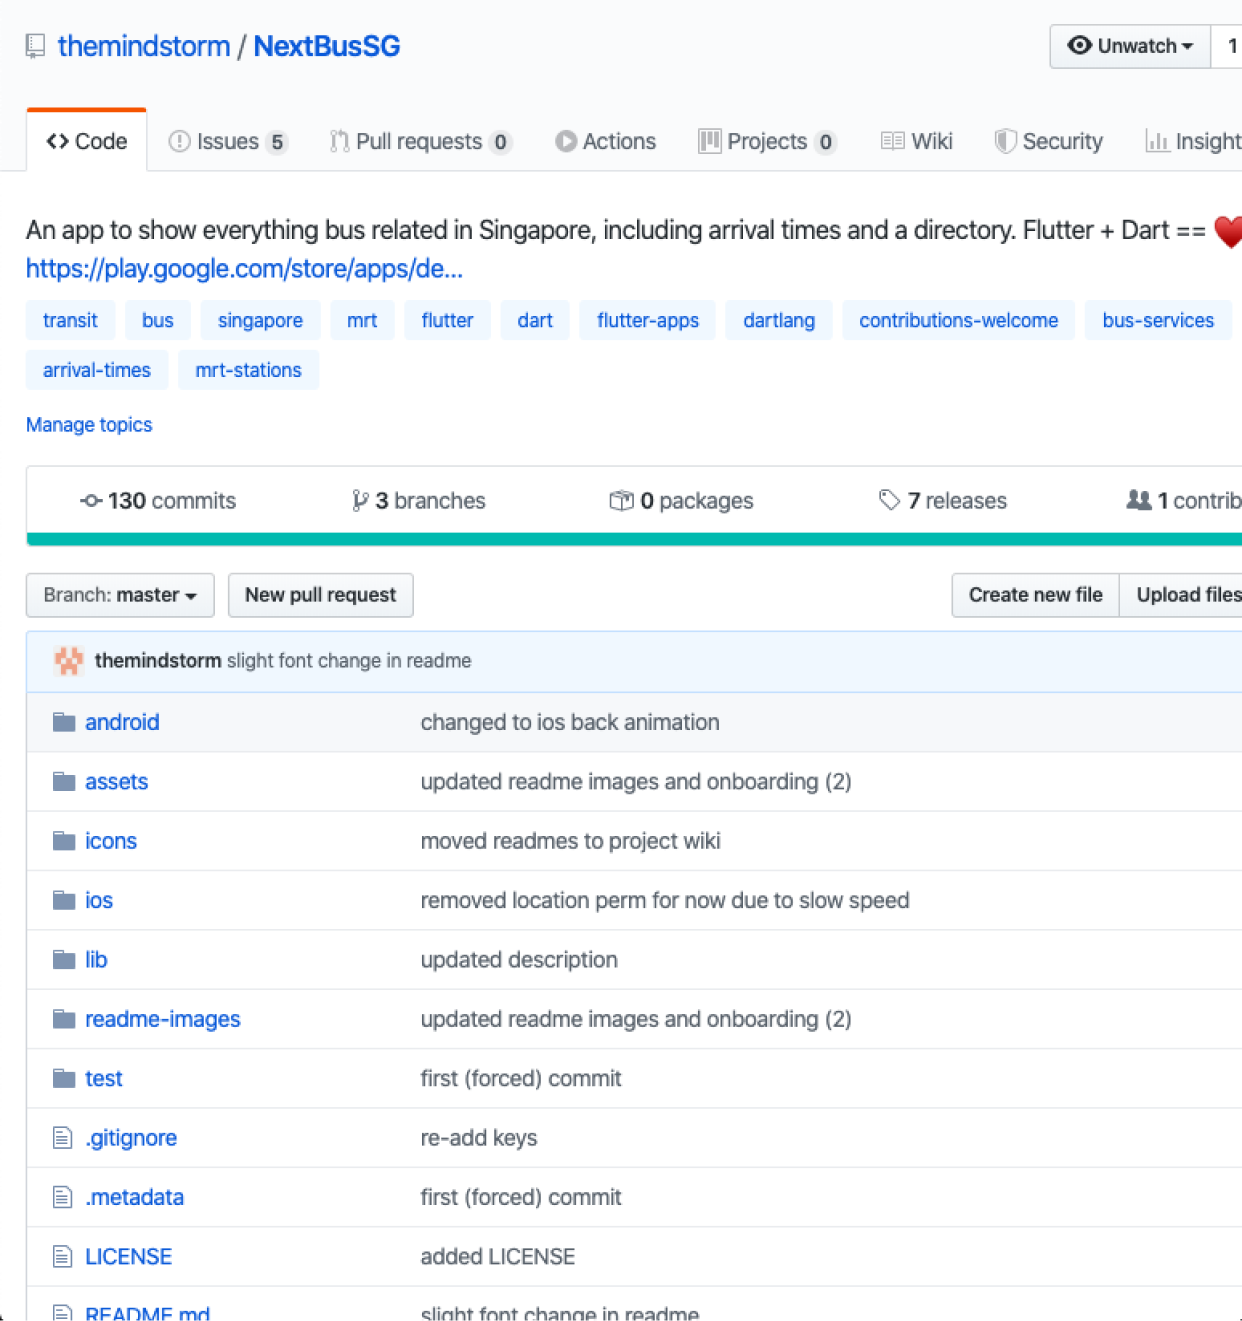 themindstorm / NextBusSG
Unwatch 1
Code Issues 5 Pull requests 0 Actions Projects 0 Wiki Security Insight
An app to show everything bus related in Singapore, including arrival times and a directory. Flutter + Dart == ❤️
https://play.google.com/store/apps/de...
transit bus singapore mrt flutter dart flutter-apps dartlang contributions-welcome bus-services
arrival-times mrt-stations
Manage topics
130 commits 3 branches 0 packages 7 releases 1 contrib
Branch: master New pull request Create new file Upload files
themindstorm slight font change in readme
android changed to ios back animation
assets updated readme images and onboarding (2)
icons moved readmes to project wiki
ios removed location perm for now due to slow speed
lib updated description
readme-images updated readme images and onboarding (2)
test first (forced) commit
.gitignore re-add keys
.metadata first (forced) commit
LICENSE added LICENSE
README.md slight font change in readme